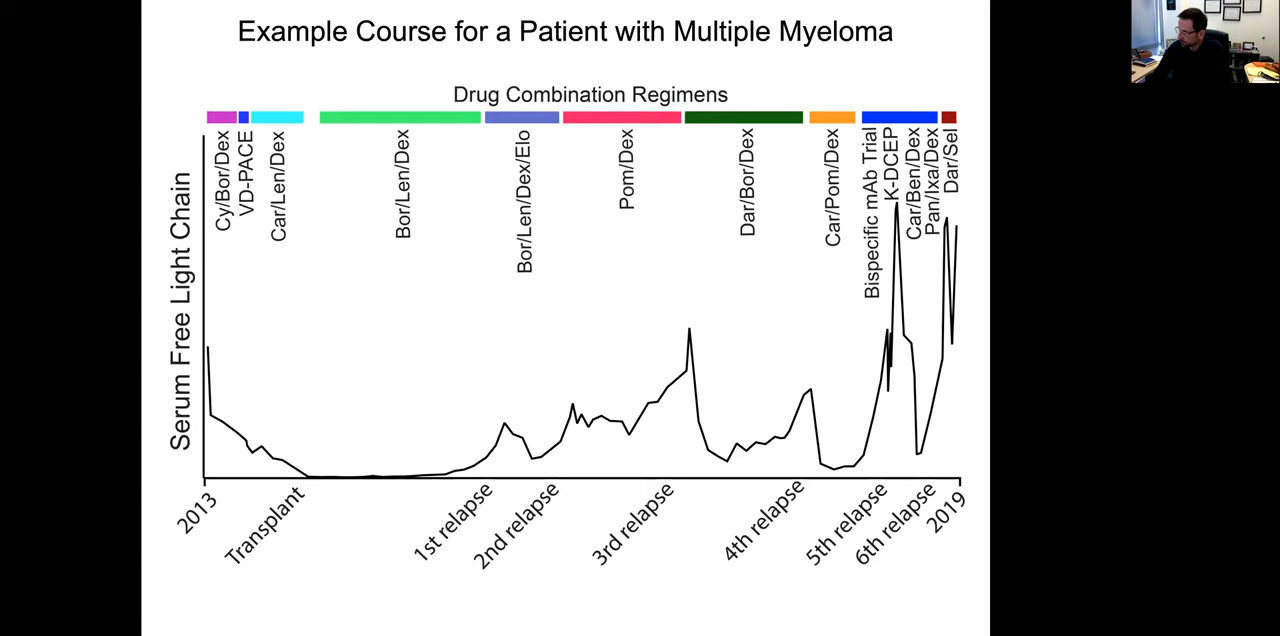 Example Course for a Patient with Multiple Myeloma
Drug Combination Regimens
Cy/Bor/Dex
VD-PACE
Car/Len/Dex
Bor/Len/Dex
Bor/Len/Dex/Elo
Pom/Dex
Dar/Bor/Dex
Car/Pom/Dex
Bispecific mAb Trial
K-DCEP
Car/Ben/Dex
Pan/Ixa/Dex
Dar/Sel
Serum Free Light Chain
2013
Transplant
1st relapse
2nd relapse
3rd relapse
4th relapse
5th relapse
6th relapse
2019